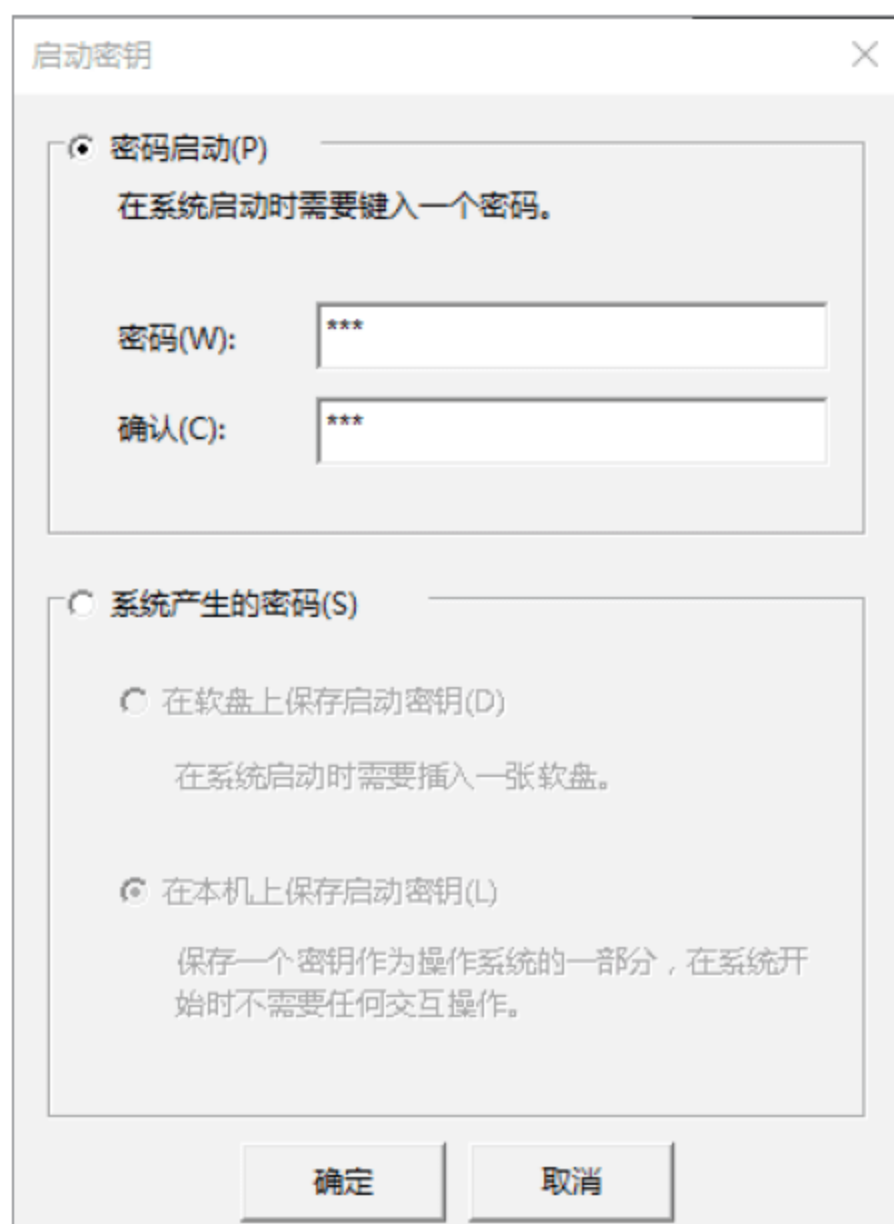 启动密钥
密码启动(P)
在系统启动时需要键入一个密码。
密码(W):
***
确认(C):
***
系统产生的密码(S)
在软盘上保存启动密钥(D)
在系统启动时需要插入一张软盘。
在本机上保存启动密钥(L)
保存一个密钥作为操作系统的一部分，在系统开
始时不需要任何交互操作。
确定
取消